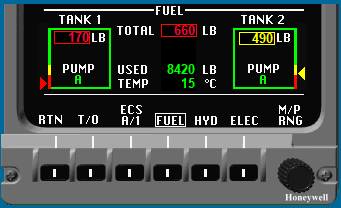 FUEL
TANK 1
TANK 2
170 LB
TOTAL 660 LB
490 LB
PUMP
A
USED 8420 LB
TEMP 15 °C
PUMP
A
RTN T/O ECS A/1 FUEL HYD ELEC M/P RNG
Honeywell